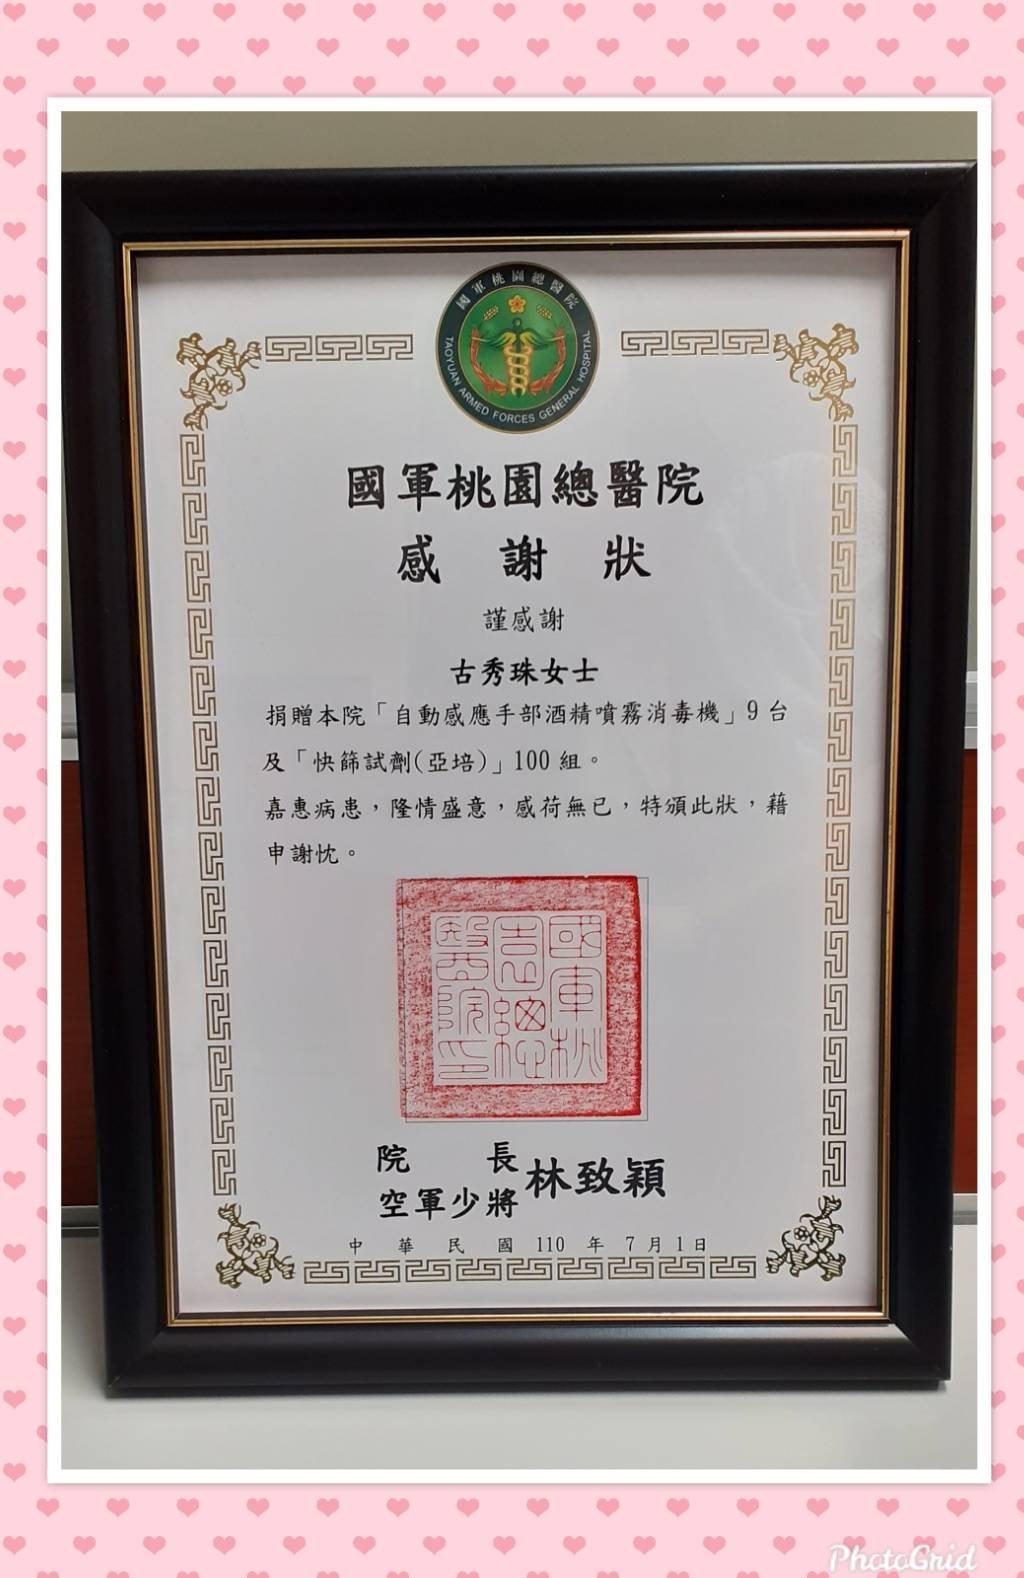 國軍桃園總醫院
TAOYUAN ARMED FORCES GENERAL HOSPITAL
國軍桃園總醫院
感謝狀
謹感謝
古秀珠女士
捐贈本院「自動感應手部酒精噴霧消毒機」9台
及「快篩試劑(亞培)」100組。
嘉惠病患，隆情盛意，感荷無已，特頒此狀，藉
申謝忱。
國軍桃
園總
醫院印
院長
空軍少將
林致穎
中華民國110年7月1日
PhotoGrid